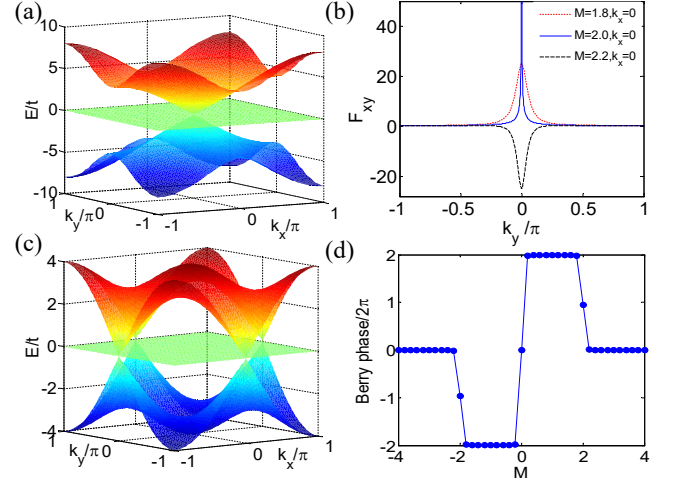 (a)
10
5
0
-5
-10
E/t
1
0
-1
k_y/π
-1
0
1
k_x/π
(b)
M=1.8,k_x=0
M=2.0,k_x=0
M=2.2,k_x=0
40
20
0
-20
F_xy
-1
-0.5
0
0.5
1
k_y/π
(c)
4
2
0
-2
-4
E/t
1
0
-1
k_y/π
-1
0
1
k_x/π
(d)
2
1
0
-1
-2
Berry phase/2π
-4
-2
0
2
4
M